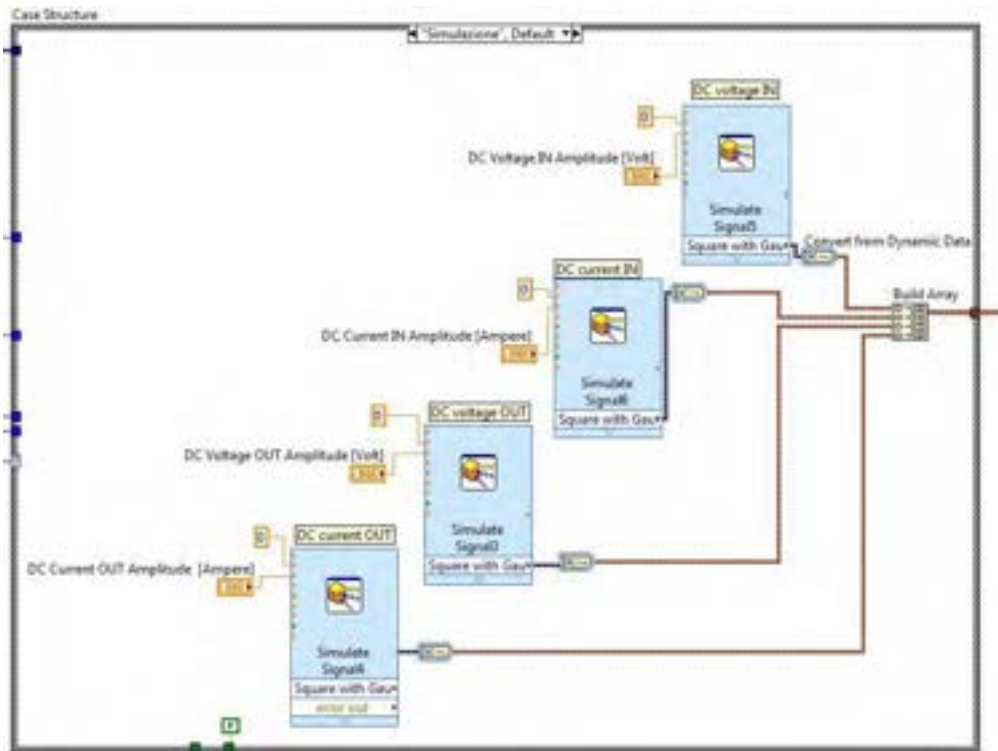 Case Structure
"Simulazione", Default
DC voltage IN
0
DC Voltage IN Amplitude [Volt]
Simulate
Signal5
Square with Gau
Convert from Dynamic Data
DC current IN
0
Build Array
DC Current IN Amplitude [Ampere]
Simulate
Square with Gau
DC voltage OUT
0
DC Voltage OUT Amplitude [Volt]
Simulate
Square with Gau
DC current OUT
0
DC Current OUT Amplitude [Ampere]
Simulate
Signal4
Square with Gau
error out
F